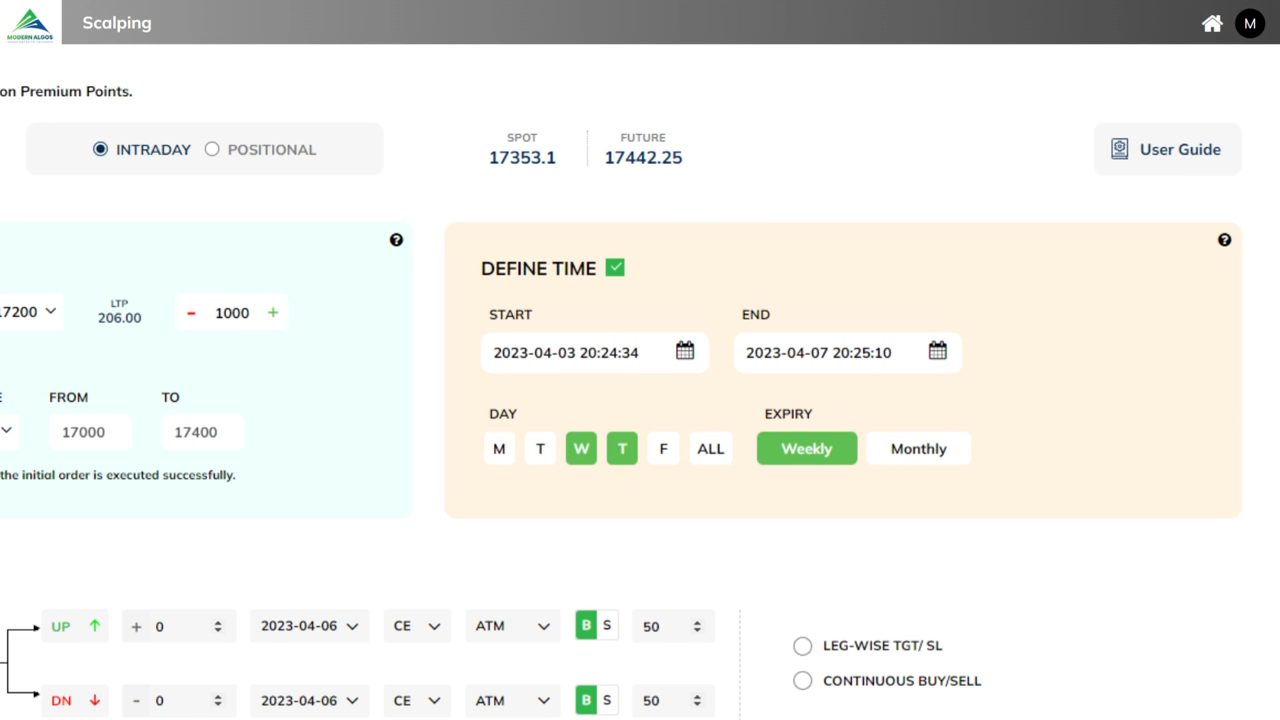 MODERN ALGOS
Scalping
M
on Premium Points.
INTRADAY POSITIONAL
SPOT FUTURE
17353.1 17442.25
User Guide
DEFINE TIME
17200 LTP 206.00 - 1000 +
START END
2023-04-03 20:24:34 2023-04-07 20:25:10
FROM TO
17000 17400
DAY EXPIRY
M T W T F ALL Weekly Monthly
the initial order is executed successfully.
UP + 0 2023-04-06 CE ATM B S 50
LEG-WISE TGT/ SL
CONTINUOUS BUY/SELL
DN - 0 2023-04-06 CE ATM B S 50